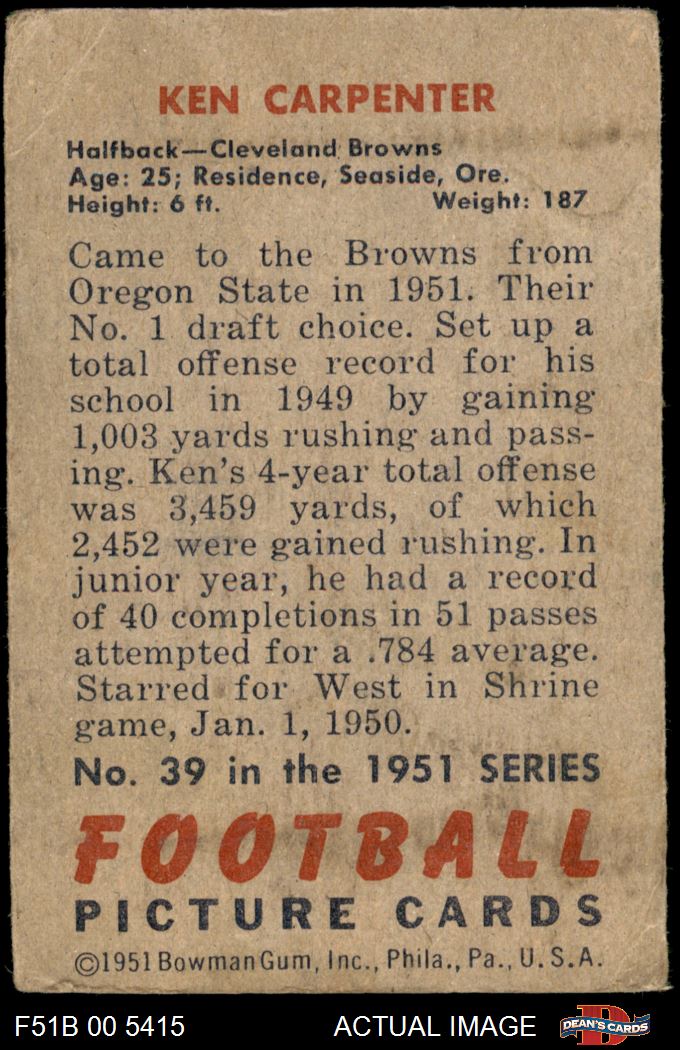 KEN CARPENTER
Halfback—Cleveland Browns
Age: 25; Residence, Seaside, Ore.
Height: 6 ft. Weight: 187
Came to the Browns from
Oregon State in 1951. Their
No. 1 draft choice. Set up a
total offense record for his
school in 1949 by gaining
1,003 yards rushing and pass-
ing. Ken's 4-year total offense
was 3,459 yards, of which
2,452 were gained rushing. In
junior year, he had a record
of 40 completions in 51 passes
attempted for a .784 average.
Starred for West in Shrine
game, Jan. 1, 1950.
No. 39 in the 1951 SERIES
FOOTBALL
PICTURE CARDS
©1951 Bowman Gum, Inc., Phila., Pa., U.S.A.
F51B 00 5415 ACTUAL IMAGE DEAN'S CARDS